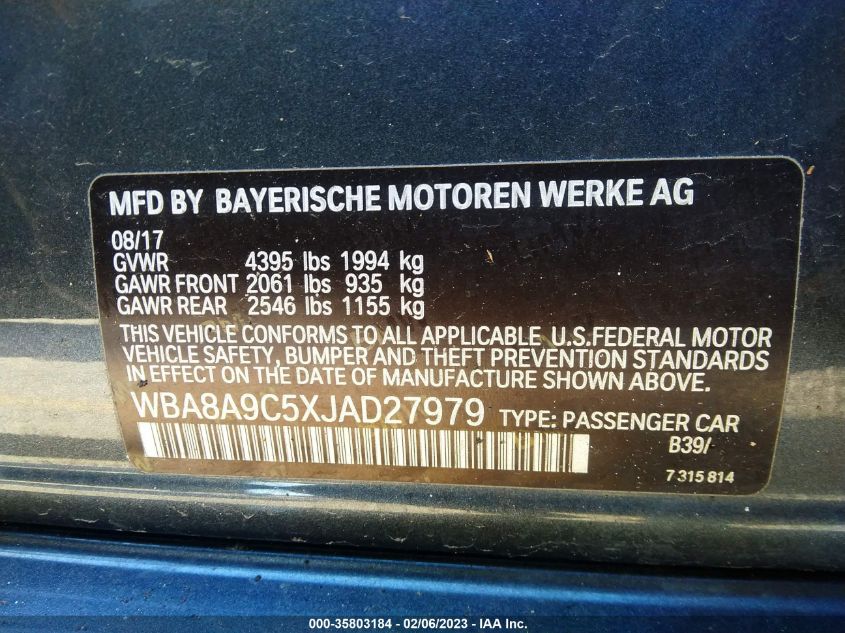 MFD BY BAYERISCHE MOTOREN WERKE AG
08/17
GVWR 4395 lbs 1994 kg
GAWR FRONT 2061 lbs 935 kg
GAWR REAR 2546 lbs 1155 kg
THIS VEHICLE CONFORMS TO ALL APPLICABLE U.S.FEDERAL MOTOR
VEHICLE SAFETY, BUMPER AND THEFT PREVENTION STANDARDS
IN EFFECT ON THE DATE OF MANUFACTURE SHOWN ABOVE.
WBA8A9C5XJAD27979 TYPE: PASSENGER CAR
B39/
7 315 814
000-35803184 - 02/06/2023 - IAA Inc.